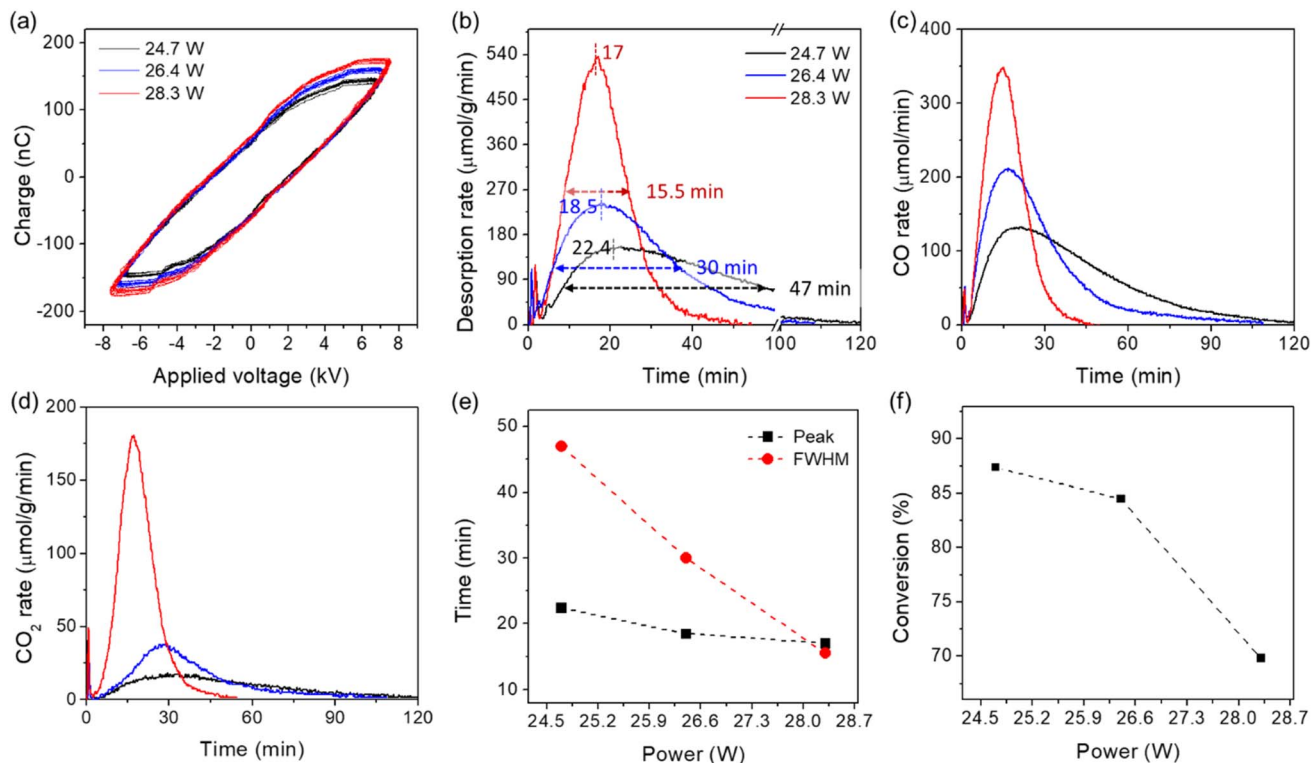 (a)
200
100
0
-100
-200
Charge (nC)
24.7 W
26.4 W
28.3 W
-8 -6 -4 -2 0 2 4 6 8
Applied voltage (kV)
(b)
540
450
360
270
180
90
0
Desorption rate (μmol/g/min)
17
24.7 W
26.4 W
28.3 W
15.5 min
18.5
22.4
30 min
47 min
0 20 40 100 120
Time (min)
(c)
400
300
200
100
0
CO rate (μmol/min)
0 30 60 90 120
Time (min)
(d)
200
150
100
50
0
CO2 rate (μmol/g/min)
0 30 60 90 120
Time (min)
(e)
50
40
30
20
10
Time (min)
Peak
FWHM
24.5 25.2 25.9 26.6 27.3 28.0 28.7
Power (W)
(f)
90
85
80
75
70
Conversion (%)
24.5 25.2 25.9 26.6 27.3 28.0 28.7
Power (W)